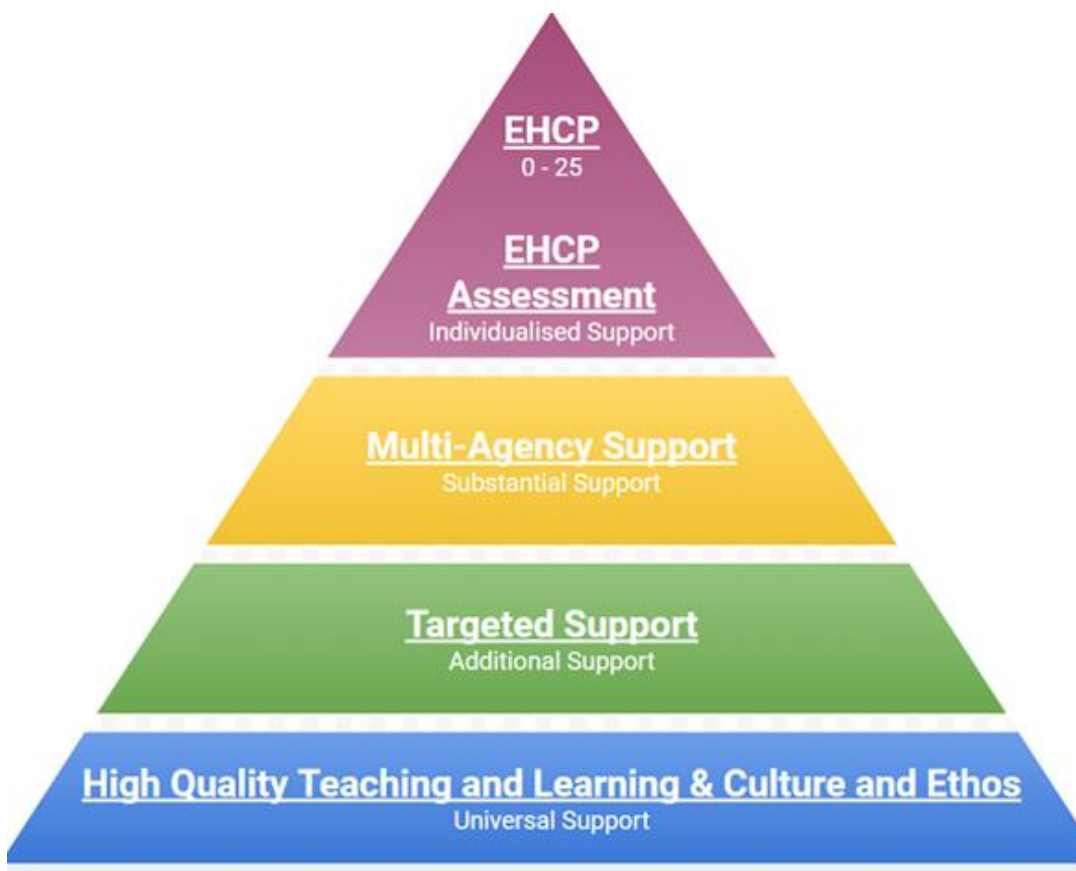 EHCP
0 - 25
EHCP
Assessment
Individualised Support
Multi-Agency Support
Substantial Support
Targeted Support
Additional Support
High Quality Teaching and Learning & Culture and Ethos
Universal Support